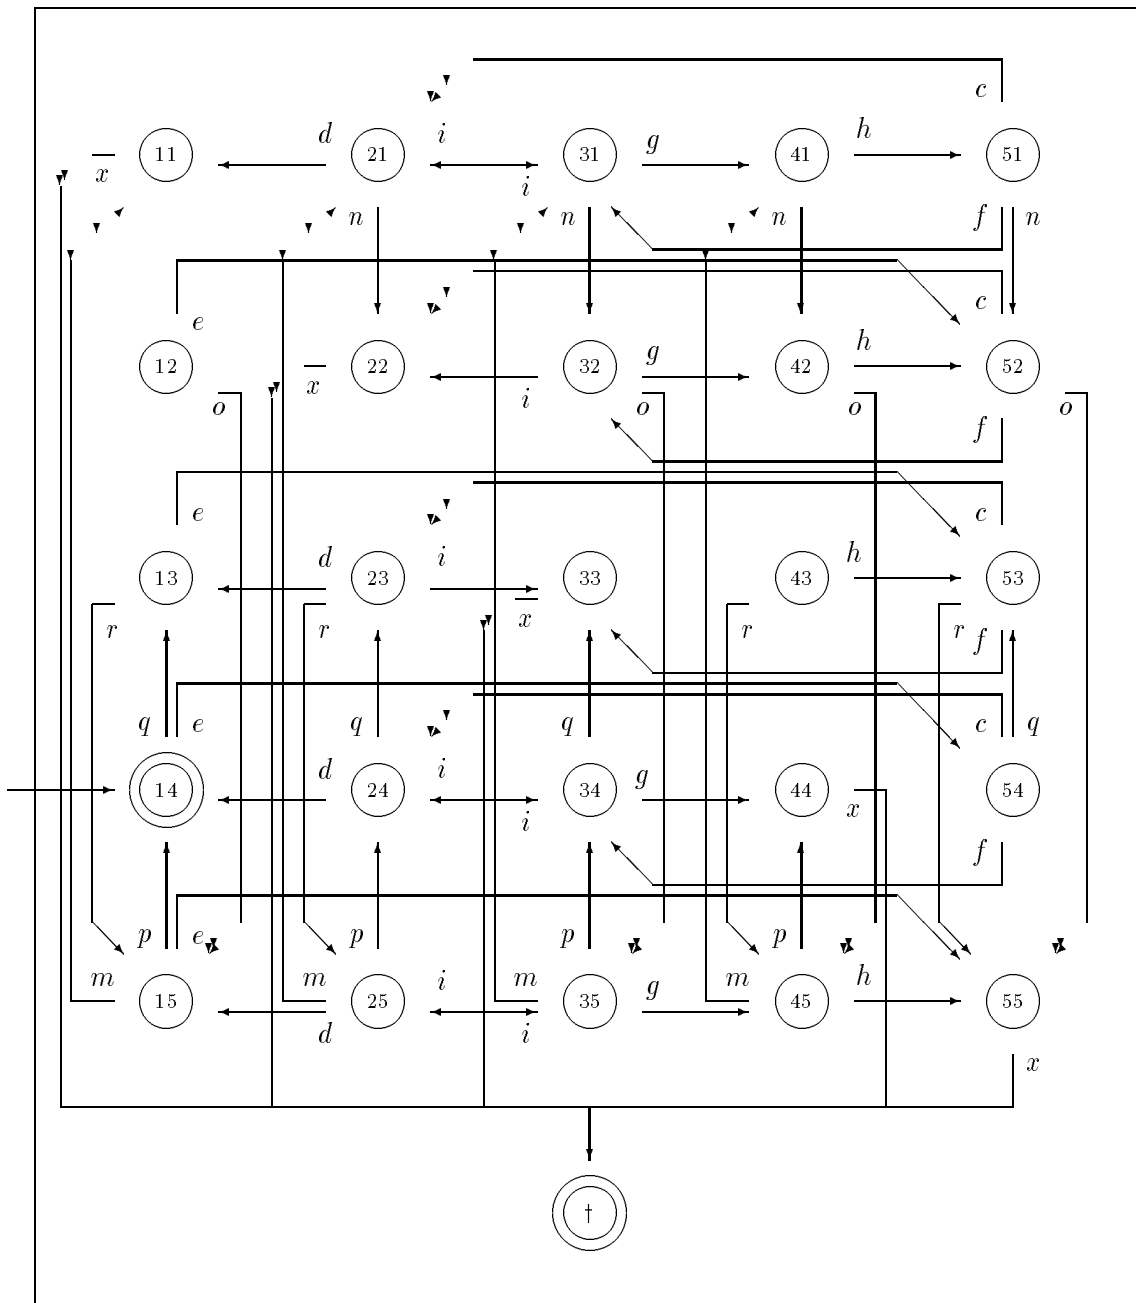 c
d i g h
x̅ 11 21 31 41 51
i
n n n f n
c
e g h
12 x̅ 22 32 42 52
o i o o o
f
e c
d i h
13 23 33 43 53
x̅
r r r r f
q e q q c q
d i g
14 24 34 44 54
i x
f
p e p p p
m m i m m g h
15 25 35 45 55
d i
x
†